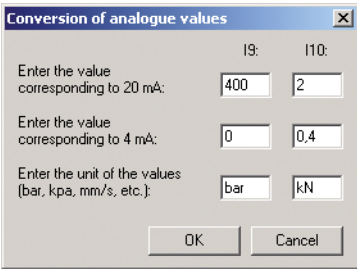 Conversion of analogue values
I9: I10:
Enter the value
corresponding to 20 mA: 400 2
Enter the value
corresponding to 4 mA: 0 0,4
Enter the unit of the values
(bar, kpa, mm/s, etc.): bar kN
OK Cancel